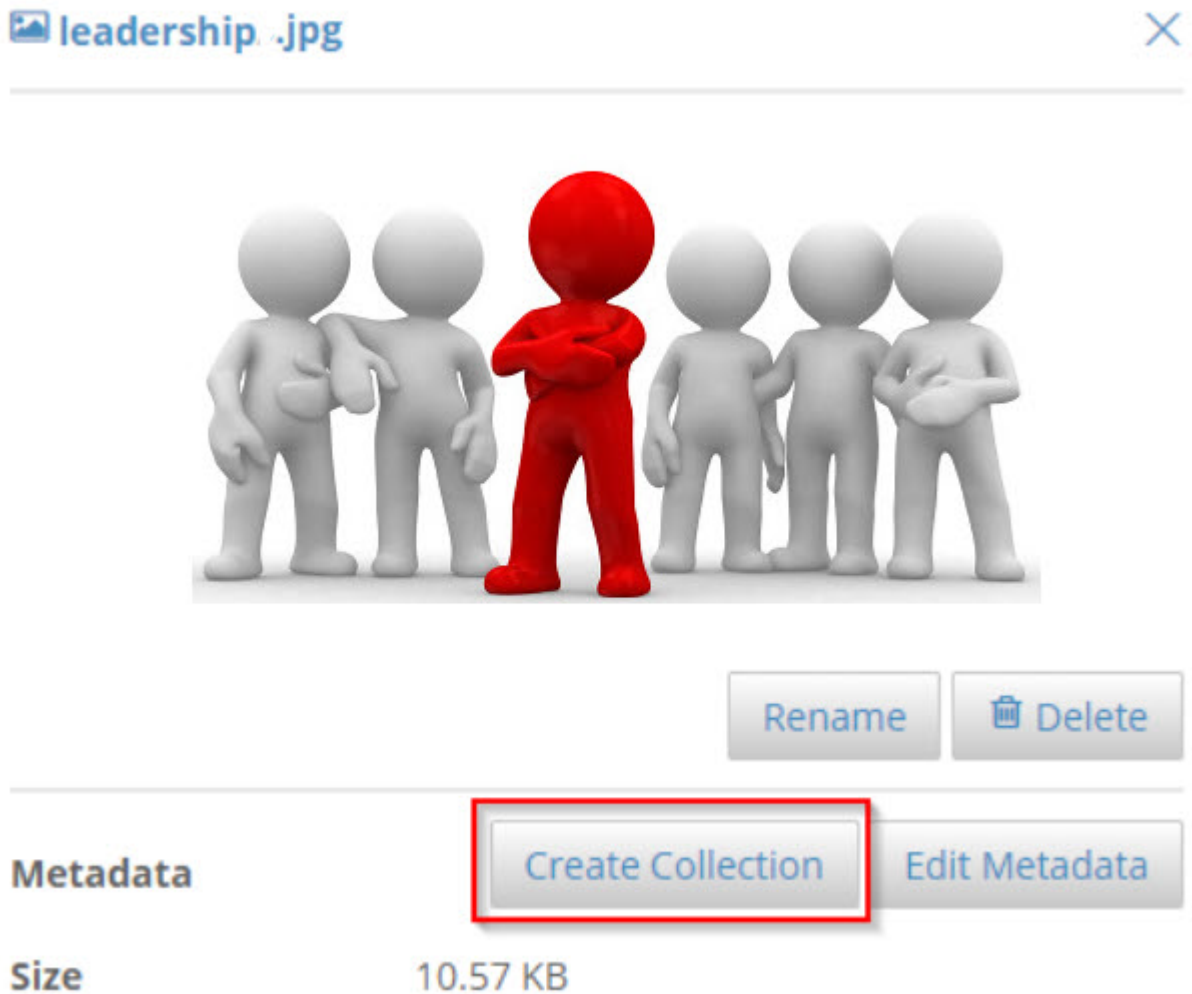 leadership .jpg
Rename
Delete
Metadata
Create Collection
Edit Metadata
Size
10.57 KB